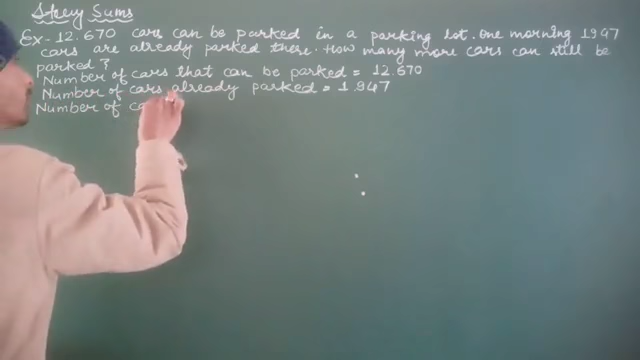 Story Sums
Ex-12.670 cars can be parked in a parking lot. One morning 1947
cars are already parked there. How many more cars can still be
parked?
Number of cars that can be parked = 12.670
Number of cars already parked = 1.947
Number of ca